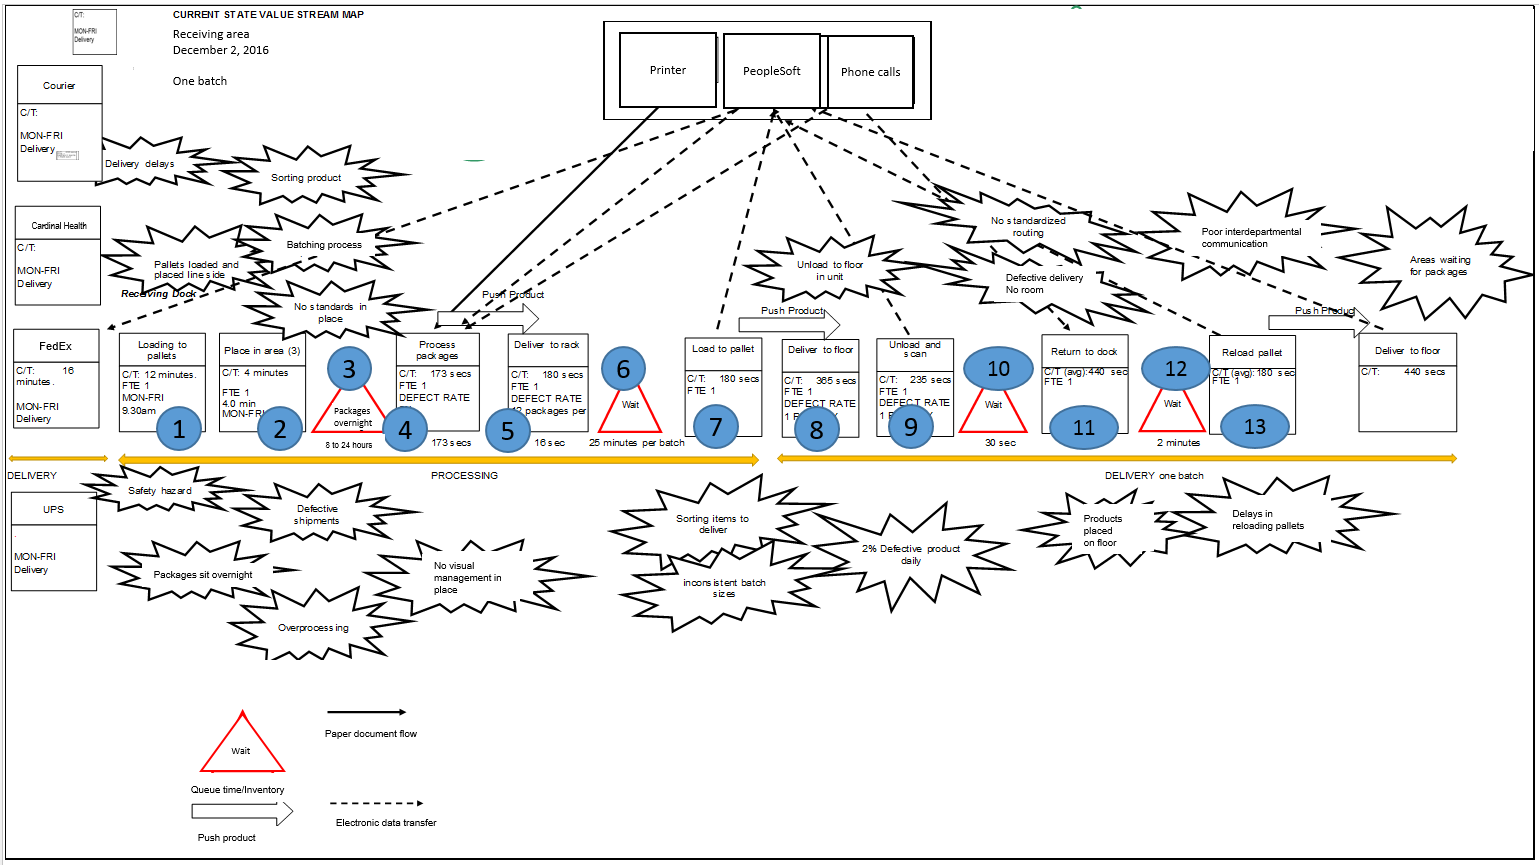 C/T:
MON-FRI
Delivery
CURRENT STATE VALUE STREAM MAP
Receiving area
December 2, 2016
One batch
Printer
PeopleSoft
Phone calls
Courier
C/T:
MON-FRI
Delivery
Delivery delays
Sorting product
Cardinal Health
C/T:
MON-FRI
Delivery
Pallets loaded and
placed line side
Batching process
Receiving Dock
No standards in
place
Push Product
Unload to floor
in unit
Push Product
No standardized
routing
Defective delivery
No room
Poor interdepartmental
communication
Areas waiting
for packages
Push Product
FedEx
C/T: 16
minutes.
MON-FRI
Delivery
Loading to
pallets
C/T: 12 minutes.
FTE 1
MON-FRI
9.30am
1
Place in area (3)
C/T: 4 minutes
FTE 1
4.0 min
MON-FRI
2
3
Packages
overnight
8 to 24 hours
Process
packages
C/T: 173 secs
FTE 1
DEFECT RATE
4
173 secs
Deliver to rack
C/T: 180 secs
FTE 1
DEFECT RATE
packages per
5
16 sec
6
Wait
25 minutes per batch
Load to pallet
C/T: 180 secs
FTE 1
7
Deliver to floor
C/T: 365 secs
FTE 1
DEFECT RATE
1
8
Unload and
scan
C/T: 235 secs
FTE 1
DEFECT RATE
1
9
10
Wait
30 sec
Return to dock
C/T (avg):440 sec
FTE 1
11
12
Wait
2 minutes
Reload pallet
C/T (avg):180 sec
FTE 1
13
Deliver to floor
C/T: 440 secs
DELIVERY
PROCESSING
DELIVERY one batch
UPS
.
MON-FRI
Delivery
Safety hazard
Defective
shipments
Packages sit overnight
No visual
management in
place
Overprocessing
Sorting items to
deliver
inconsistent batch
sizes
2% Defective product
daily
Products
placed
on floor
Delays in
reloading pallets
Wait
Queue time/Inventory
Push product
Paper document flow
Electronic data transfer